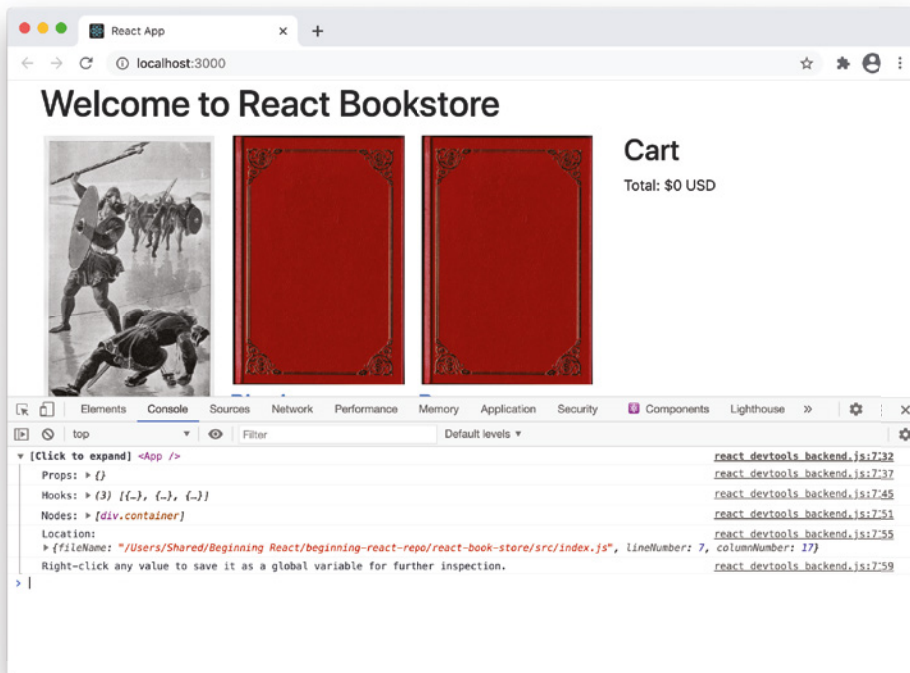 React App
localhost:3000
Welcome to React Bookstore
Cart
Total: $0 USD
Elements Console Sources Network Performance Memory Application Security Components Lighthouse »
top Filter Default levels ▼
▼ [Click to expand] <App /> react_devtools_backend.js:7:32
Props: ▶ {} react_devtools_backend.js:7:37
Hooks: ▶ (3) [{…}, {…}, {…}] react_devtools_backend.js:7:45
Nodes: ▶ [div.container] react_devtools_backend.js:7:51
Location: react_devtools_backend.js:7:55
▶ {fileName: "/Users/Shared/Beginning React/beginning-react-repo/react-book-store/src/index.js", lineNumber: 7, columnNumber: 17}
Right-click any value to save it as a global variable for further inspection. react_devtools_backend.js:7:59